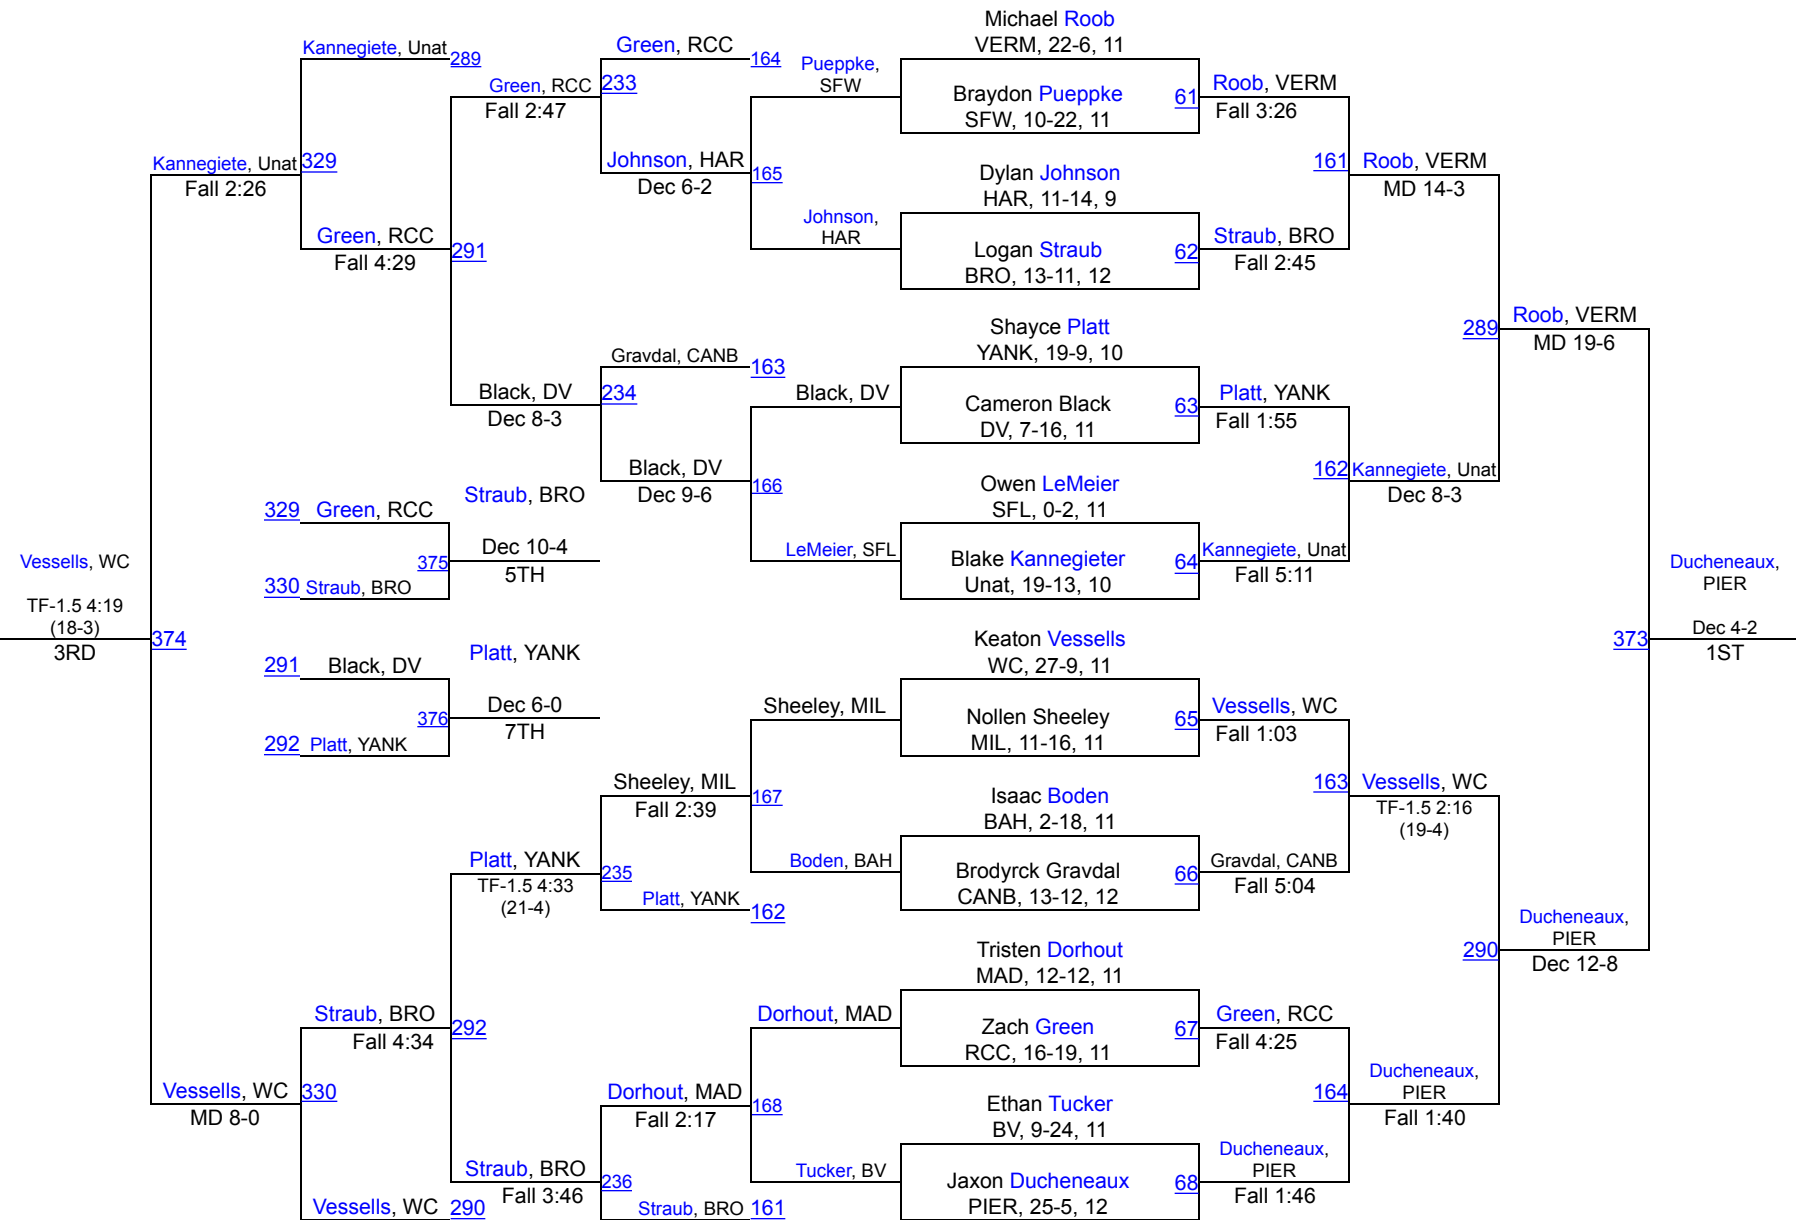 Michael Roob
VERM, 22-6, 11
Kannegiete, Unat
289
Green, RCC
164
Pueppke,
SFW
Green, RCC
233
Fall 2:47
Braydon Pueppke
SFW, 10-22, 11
61
Roob, VERM
Fall 3:26
Kannegiete, Unat
329
Fall 2:26
Johnson, HAR
165
Dec 6-2
Dylan Johnson
HAR, 11-14, 9
161
Roob, VERM
MD 14-3
Johnson,
HAR
Green, RCC
291
Fall 4:29
Logan Straub
BRO, 13-11, 12
62
Straub, BRO
Fall 2:45
Shayce Platt
YANK, 19-9, 10
289
Roob, VERM
MD 19-6
Gravdal, CANB
163
Black, DV
234
Dec 8-3
Black, DV
Cameron Black
DV, 7-16, 11
63
Platt, YANK
Fall 1:55
Black, DV
166
Dec 9-6
Owen LeMeier
SFL, 0-2, 11
162
Kannegiete, Unat
Dec 8-3
329
Green, RCC
Straub, BRO
375
Dec 10-4
5TH
330
Straub, BRO
LeMeier, SFL
Blake Kannegieter
Unat, 19-13, 10
64
Kannegiete, Unat
Fall 5:11
Vessells, WC
TF-1.5 4:19
(18-3)
3RD
374
Ducheneaux,
PIER
373
Dec 4-2
1ST
Keaton Vessells
WC, 27-9, 11
291
Black, DV
Platt, YANK
376
Dec 6-0
7TH
292
Platt, YANK
Sheeley, MIL
Nollen Sheeley
MIL, 11-16, 11
65
Vessells, WC
Fall 1:03
Sheeley, MIL
167
Fall 2:39
Isaac Boden
BAH, 2-18, 11
163
Vessells, WC
TF-1.5 2:16
(19-4)
Platt, YANK
235
TF-1.5 4:33
(21-4)
Boden, BAH
Brodyrck Gravdal
CANB, 13-12, 12
66
Gravdal, CANB
Fall 5:04
Platt, YANK
162
Tristen Dorhout
MAD, 12-12, 11
290
Ducheneaux,
PIER
Dec 12-8
Straub, BRO
292
Fall 4:34
Dorhout, MAD
Zach Green
RCC, 16-19, 11
67
Green, RCC
Fall 4:25
Vessells, WC
330
MD 8-0
Dorhout, MAD
168
Fall 2:17
Ethan Tucker
BV, 9-24, 11
164
Ducheneaux,
PIER
Fall 1:40
Straub, BRO
236
Fall 3:46
Tucker, BV
Jaxon Ducheneaux
PIER, 25-5, 12
68
Ducheneaux,
PIER
Fall 1:46
Vessells, WC
290
Straub, BRO
161